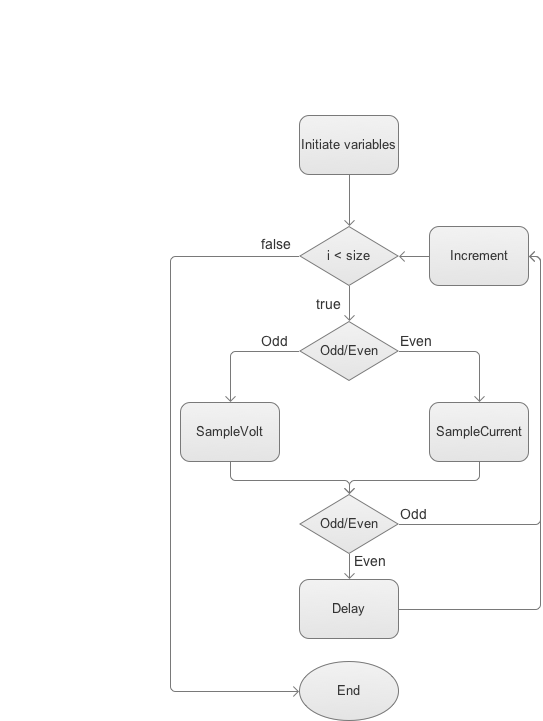 Initiate variables
false
i < size
Increment
true
Odd
Odd/Even
Even
SampleVolt
SampleCurrent
Odd/Even
Odd
Even
Delay
End